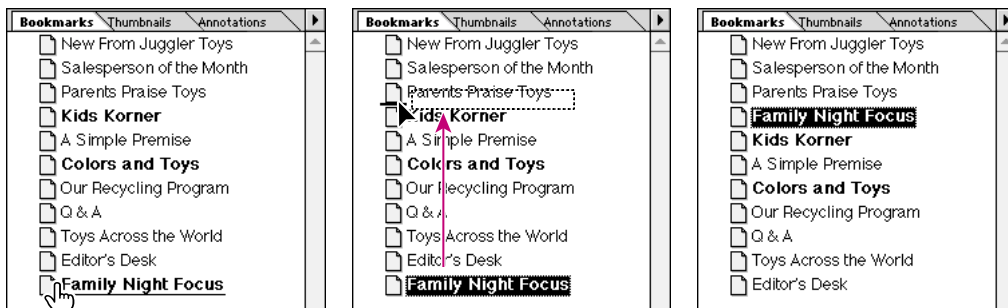 Bookmarks Thumbnails Annotations
New From Juggler Toys
Salesperson of the Month
Parents Praise Toys
Kids Korner
A Simple Premise
Colors and Toys
Our Recycling Program
Q & A
Toys Across the World
Editor's Desk
Family Night Focus
Bookmarks Thumbnails Annotations
New From Juggler Toys
Salesperson of the Month
Parents Praise Toys
Kids Korner
A Simple Premise
Colors and Toys
Our Recycling Program
Q & A
Toys Across the World
Editor's Desk
Family Night Focus
Bookmarks Thumbnails Annotations
New From Juggler Toys
Salesperson of the Month
Parents Praise Toys
Family Night Focus
Kids Korner
A Simple Premise
Colors and Toys
Our Recycling Program
Q & A
Toys Across the World
Editor's Desk